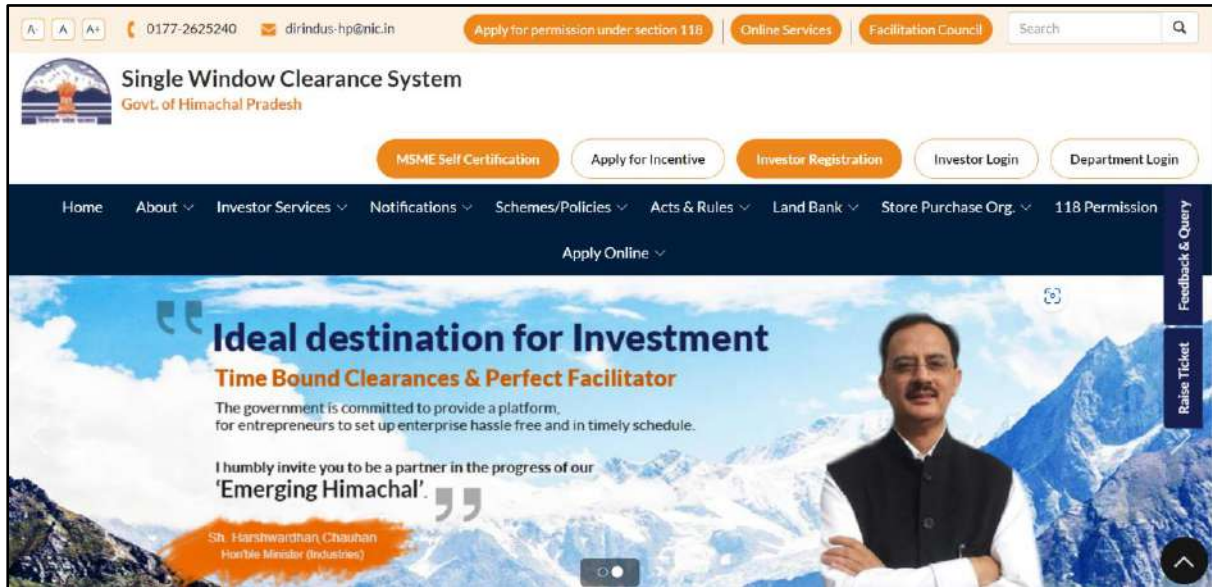 A- A A+ 0177-2625240 dirindus-hp@nic.in Apply for permission under section 118 Online Services Facilitation Council Search
Single Window Clearance System
Govt. of Himachal Pradesh
MSME Self Certification Apply for Incentive Investor Registration Investor Login Department Login
Home About Investor Services Notifications Schemes/Policies Acts & Rules Land Bank Store Purchase Org. 118 Permission
Apply Online
Feedback & Query
Raise Ticket
"Ideal destination for Investment
Time Bound Clearances & Perfect Facilitator
The government is committed to provide a platform,
for entrepreneurs to set up enterprise hassle free and in timely schedule.
I humbly invite you to be a partner in the progress of our
'Emerging Himachal'."
Sh. Harshwardhan Chauhan
Hon'ble Minister (Industries)